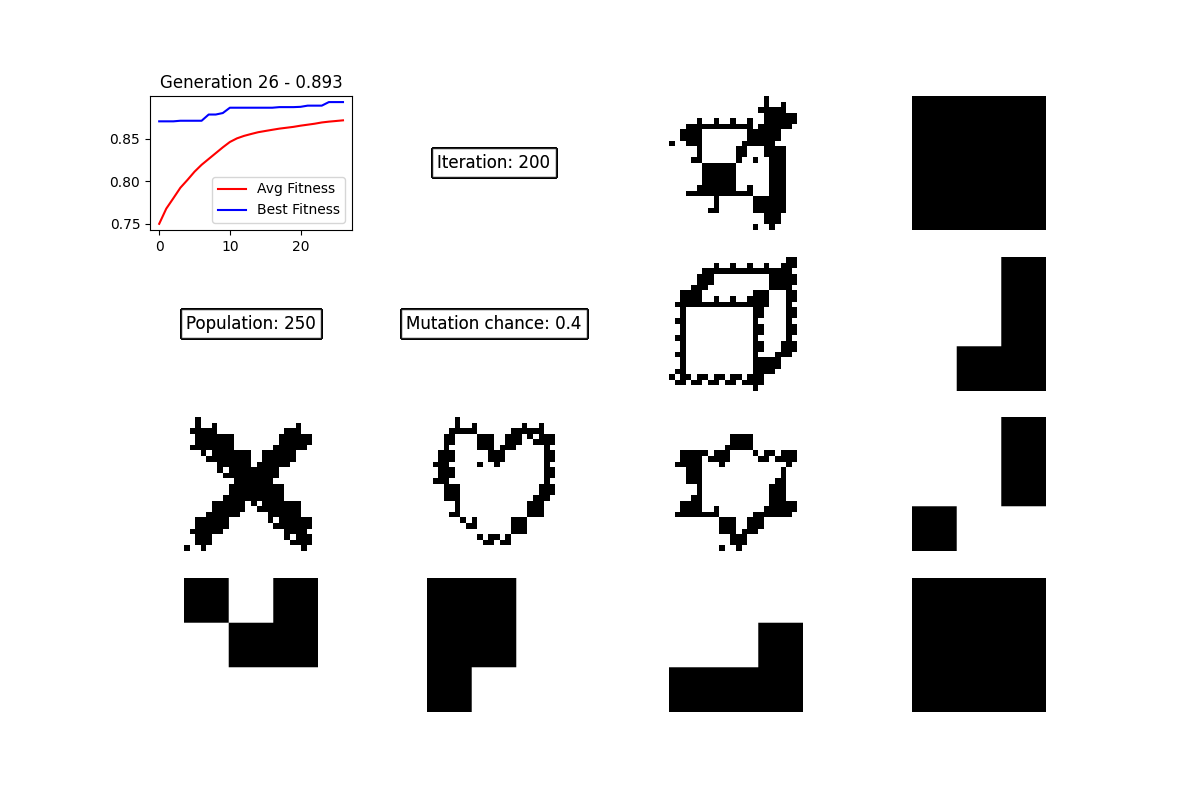 Generation 26 - 0.893
0.85
0.80
0.75
Avg Fitness
Best Fitness
0 10 20
Iteration: 200
Population: 250
Mutation chance: 0.4